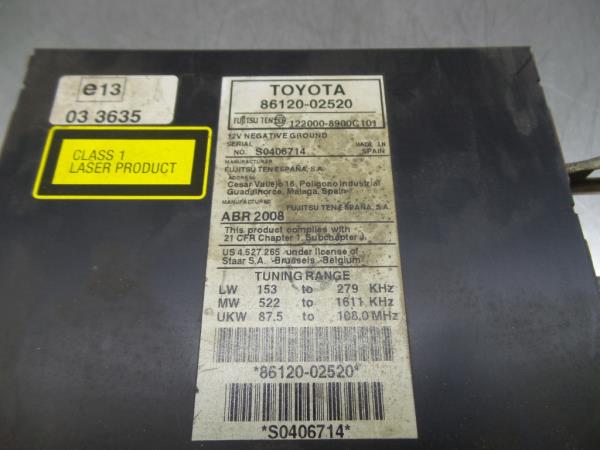 e13
03 3635
CLASS 1
LASER PRODUCT
TOYOTA
86120-02520
FUJITSU TEN 122000-8900C101
12V NEGATIVE GROUND
SERIAL
NO. S0406714
MADE IN
SPAIN
MANUFACTURER
FUJITSU TEN ESPAÑA, S.A.
ADDRESS
Cesar Vallejo 16, Poligono Industrial
Guadalhorce, Malaga, Spain
MANUFACTURED FUJITSU TEN ESPAÑA, S.A.
ABR 2008
This product complies with
21 CFR Chapter 1, Subchapter J.
US 4.527.265 under license of
Staar S.A. -Brussels -Belgium-
TUNING RANGE
LW 153 to 279 KHz
MW 522 to 1611 KHz
UKW 87.5 to 108.0 MHz
*86120-02520*
*S0406714*